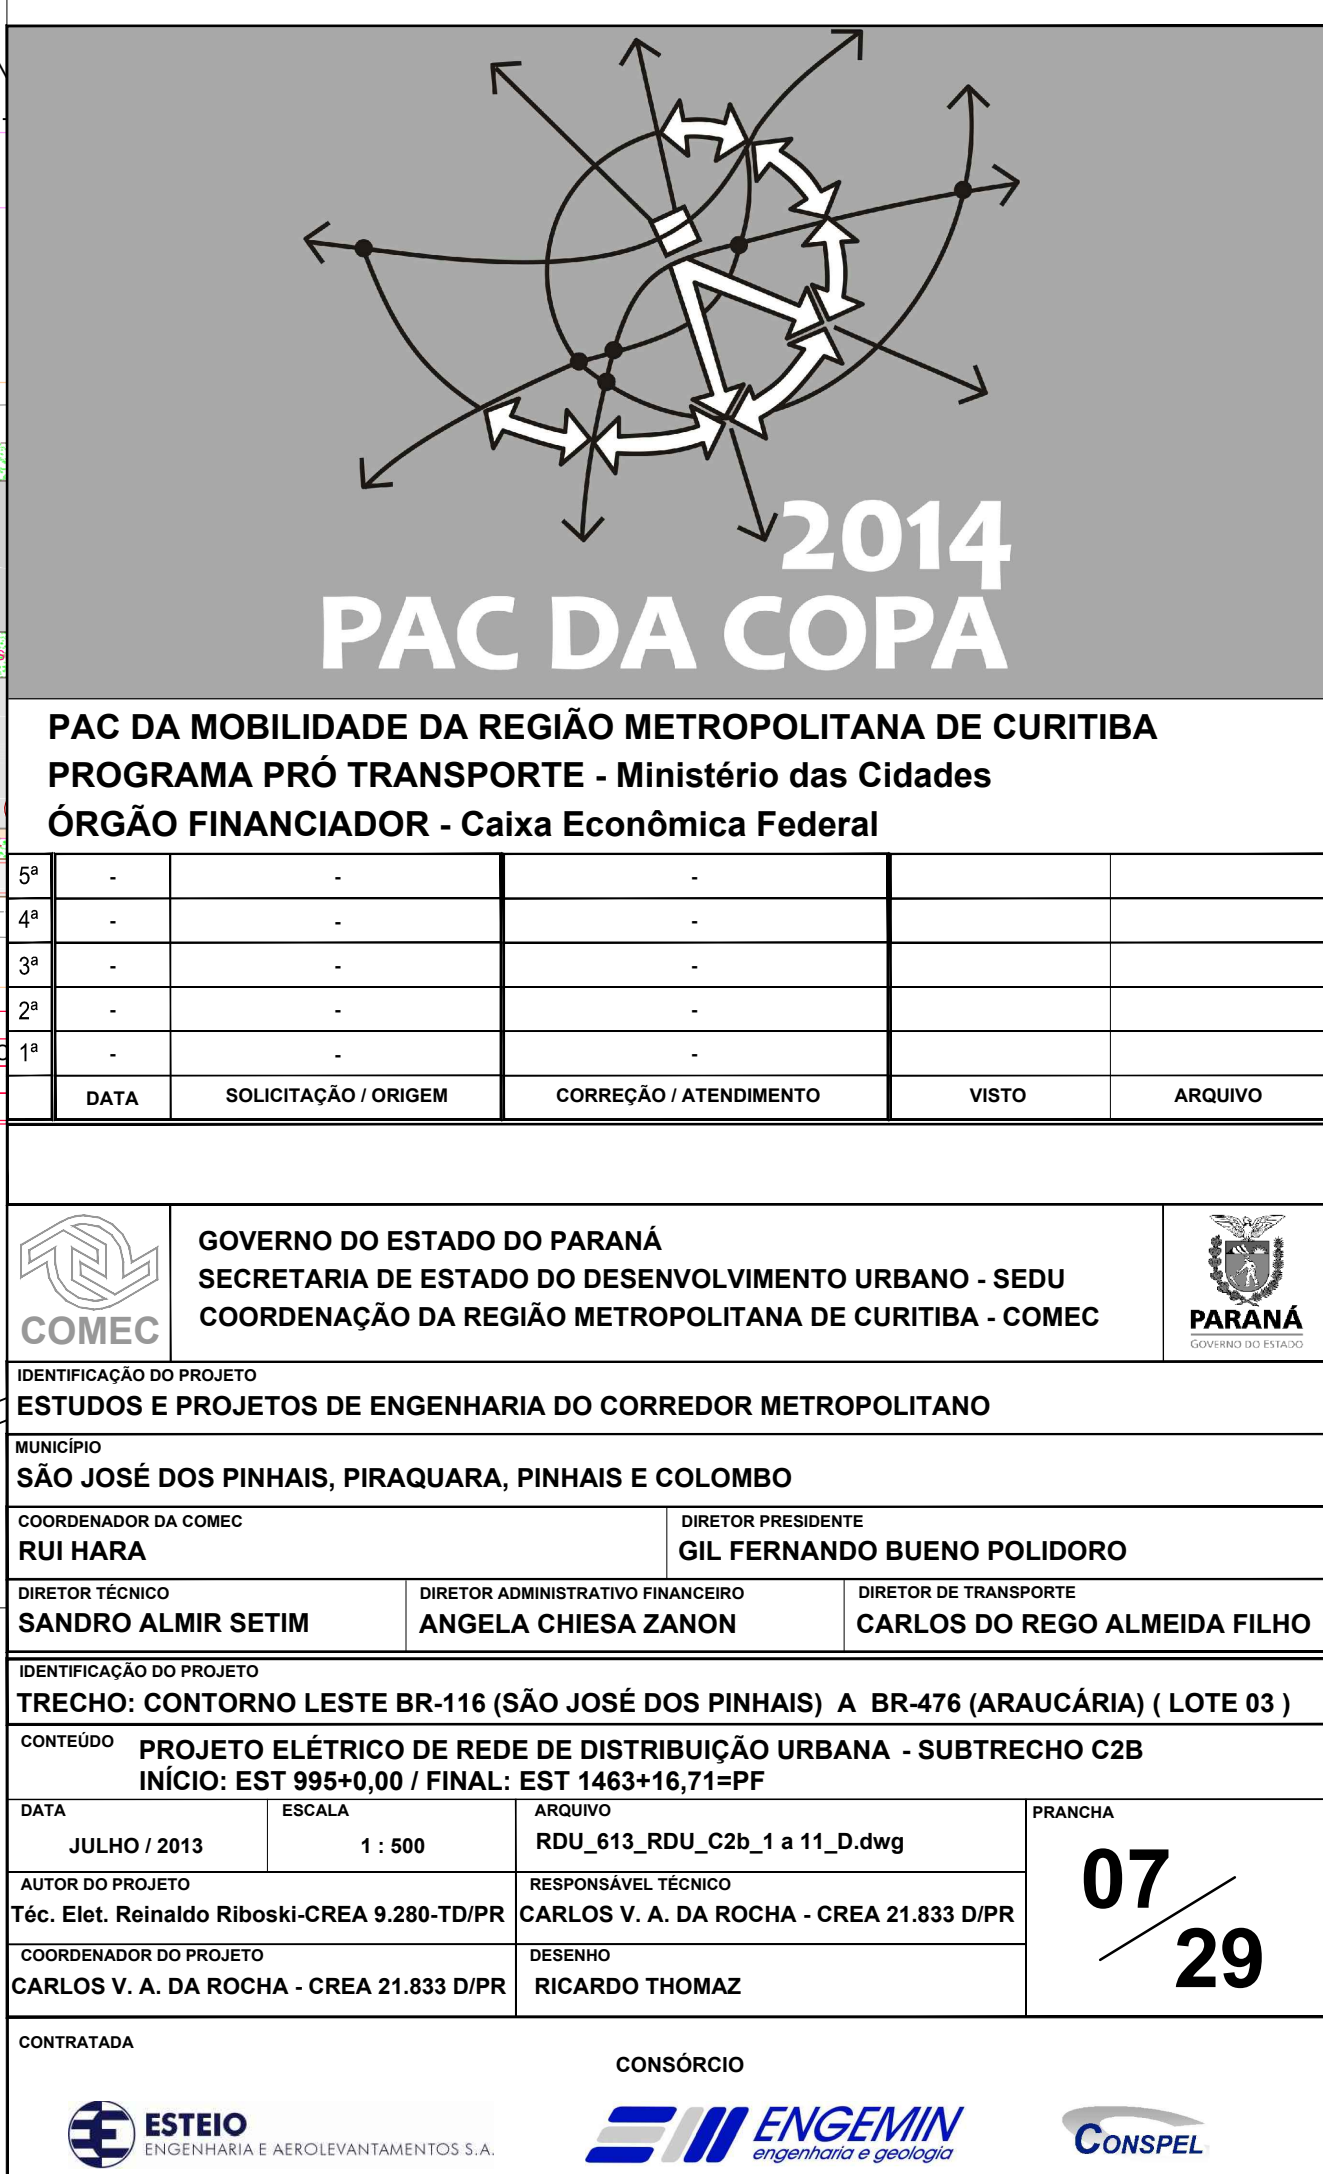 2014
PAC DA COPA
PAC DA MOBILIDADE DA REGIÃO METROPOLITANA DE CURITIBA
PROGRAMA PRÓ TRANSPORTE - Ministério das Cidades
ÓRGÃO FINANCIADOR - Caixa Econômica Federal
5ª - - -
4ª - - -
3ª - - -
2ª - - -
1ª - - -
DATA SOLICITAÇÃO / ORIGEM CORREÇÃO / ATENDIMENTO VISTO ARQUIVO
COMEC
GOVERNO DO ESTADO DO PARANÁ
SECRETARIA DE ESTADO DO DESENVOLVIMENTO URBANO - SEDU
COORDENAÇÃO DA REGIÃO METROPOLITANA DE CURITIBA - COMEC
PARANÁ
GOVERNO DO ESTADO
IDENTIFICAÇÃO DO PROJETO
ESTUDOS E PROJETOS DE ENGENHARIA DO CORREDOR METROPOLITANO
MUNICÍPIO
SÃO JOSÉ DOS PINHAIS, PIRAQUARA, PINHAIS E COLOMBO
COORDENADOR DA COMEC
RUI HARA
DIRETOR PRESIDENTE
GIL FERNANDO BUENO POLIDORO
DIRETOR TÉCNICO
SANDRO ALMIR SETIM
DIRETOR ADMINISTRATIVO FINANCEIRO
ANGELA CHIESA ZANON
DIRETOR DE TRANSPORTE
CARLOS DO REGO ALMEIDA FILHO
IDENTIFICAÇÃO DO PROJETO
TRECHO: CONTORNO LESTE BR-116 (SÃO JOSÉ DOS PINHAIS) A BR-476 (ARAUCÁRIA) ( LOTE 03 )
CONTEÚDO
PROJETO ELÉTRICO DE REDE DE DISTRIBUIÇÃO URBANA - SUBTRECHO C2B
INÍCIO: EST 995+0,00 / FINAL: EST 1463+16,71=PF
DATA
JULHO / 2013
ESCALA
1 : 500
ARQUIVO
RDU_613_RDU_C2b_1 a 11_D.dwg
PRANCHA
07
29
AUTOR DO PROJETO
Téc. Elet. Reinaldo Riboski-CREA 9.280-TD/PR
RESPONSÁVEL TÉCNICO
CARLOS V. A. DA ROCHA - CREA 21.833 D/PR
COORDENADOR DO PROJETO
CARLOS V. A. DA ROCHA - CREA 21.833 D/PR
DESENHO
RICARDO THOMAZ
CONTRATADA
CONSÓRCIO
ESTEIO
ENGENHARIA E AEROLEVANTAMENTOS S.A.
ENGEMIN
engenharia e geologia
CONSPEL